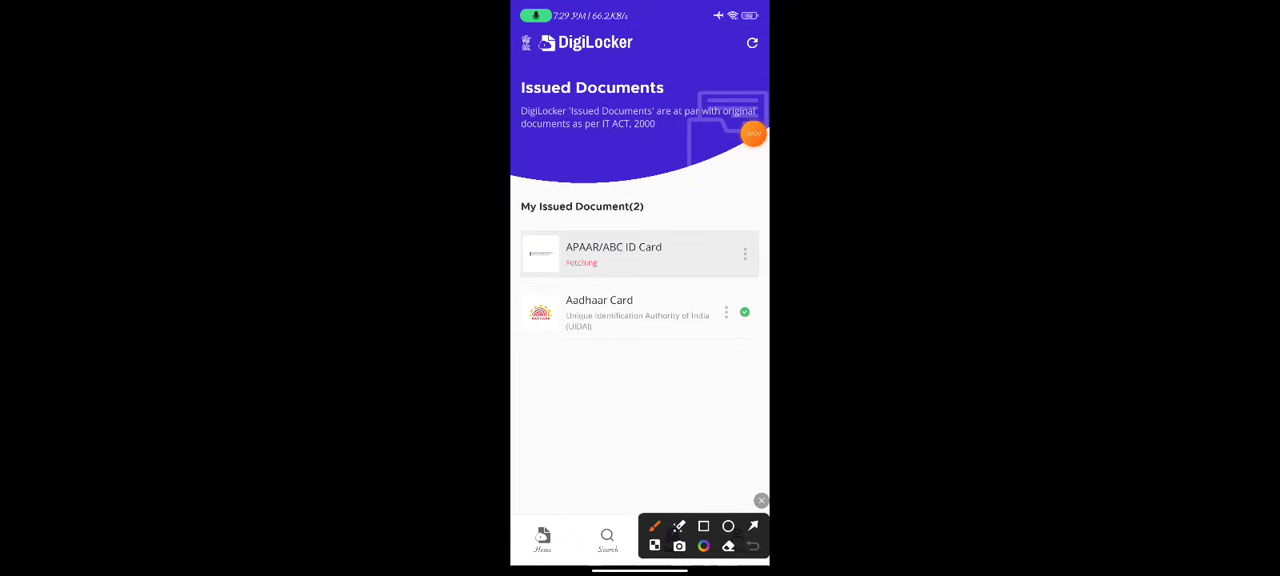 7:29 P.M | 66.2KB/s
DigiLocker
Issued Documents
DigiLocker 'Issued Documents' are at par with original
documents as per IT ACT, 2000
My Issued Document(2)
APAAR/ABC ID Card
Fetching
Aadhaar Card
Unique Identification Authority of India
(UIDAI)
Home
Search